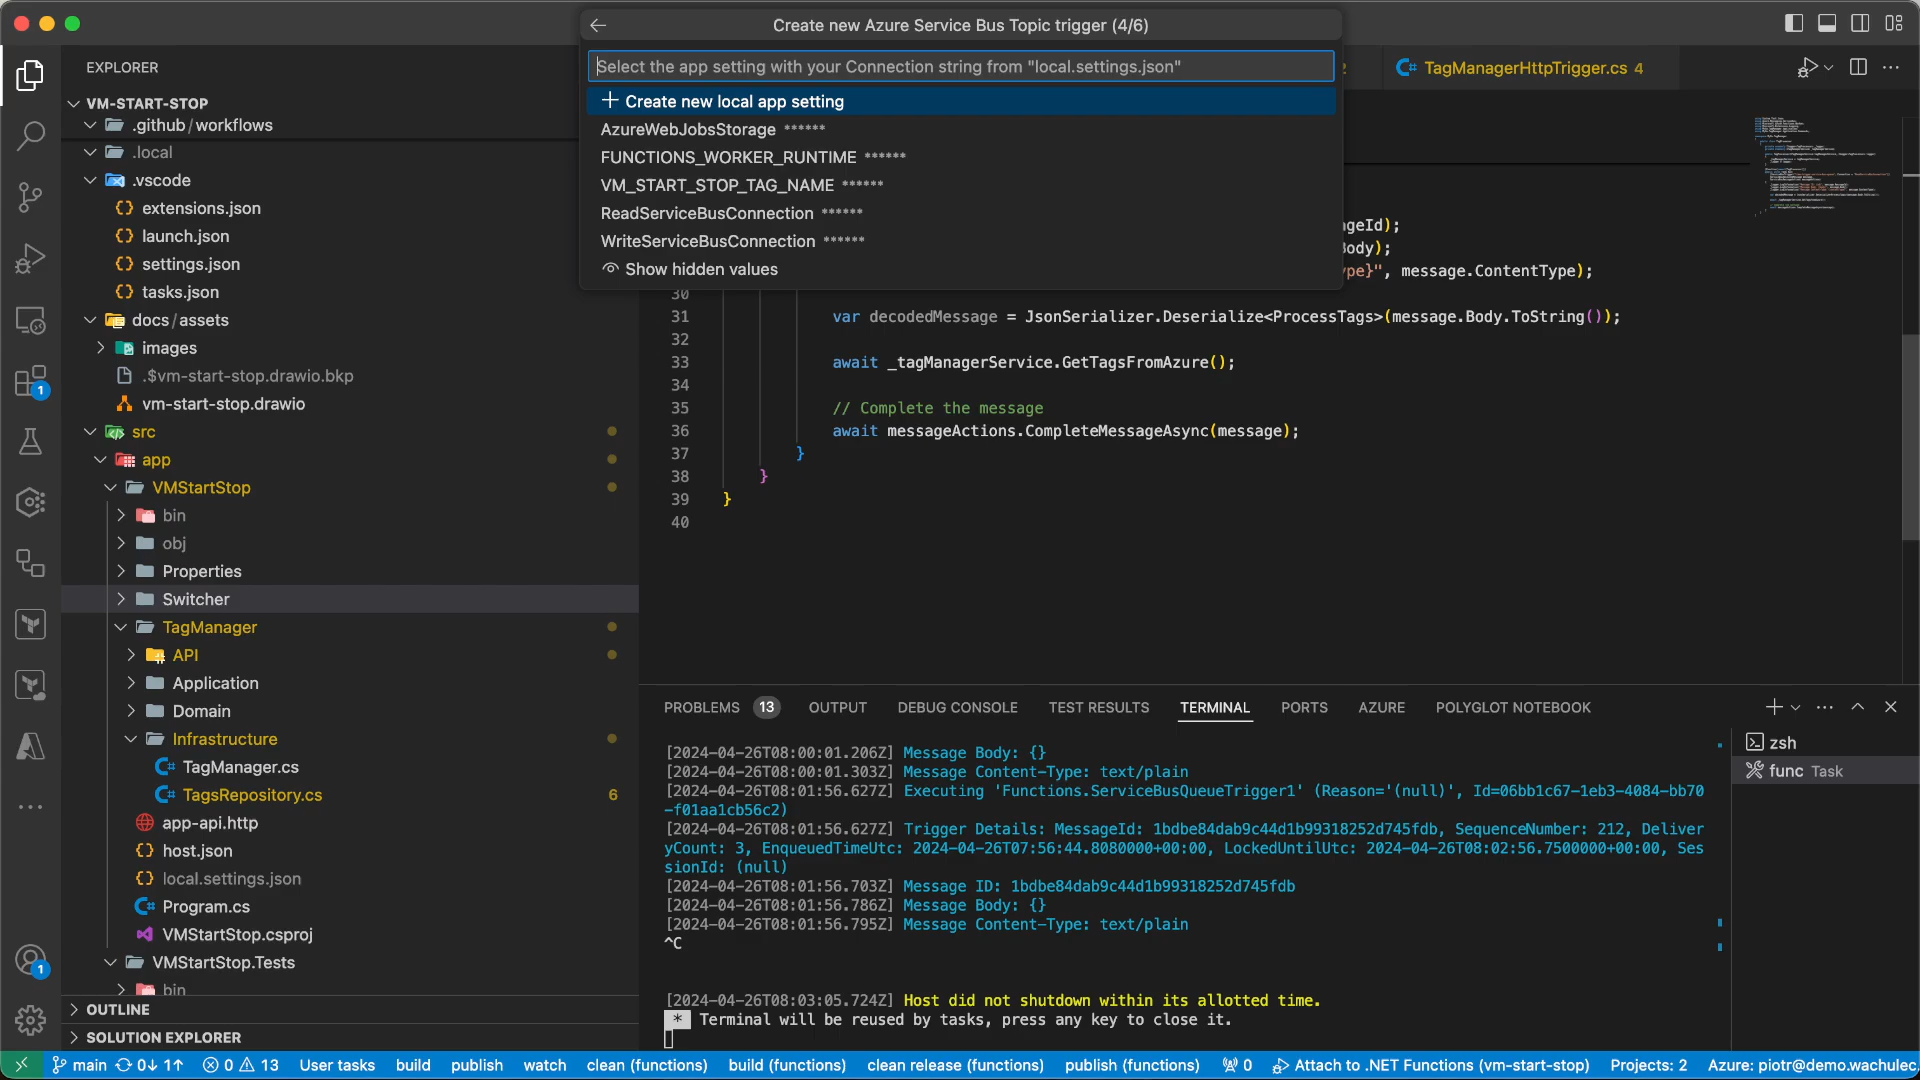 Create new Azure Service Bus Topic trigger (4/6)
Select the app setting with your Connection string from "local.settings.json"
Create new local app setting
AzureWebJobsStorage ******
FUNCTIONS_WORKER_RUNTIME ******
VM_START_STOP_TAG_NAME ******
ReadServiceBusConnection ******
WriteServiceBusConnection ******
Show hidden values
2
TagManagerHttpTrigger.cs 4
EXPLORER
VM-START-STOP
.github/workflows
.local
.vscode
extensions.json
launch.json
settings.json
tasks.json
docs/assets
images
.$vm-start-stop.drawio.bkp
vm-start-stop.drawio
src
app
VMStartStop
bin
obj
Properties
Switcher
TagManager
API
Application
Domain
Infrastructure
TagManager.cs
TagsRepository.cs 6
app-api.http
host.json
local.settings.json
Program.cs
VMStartStop.csproj
VMStartStop.Tests
bin
OUTLINE
SOLUTION EXPLORER
1
1
geId);
Body);
ype}", message.ContentType);
30
31 var decodedMessage = JsonSerializer.Deserialize<ProcessTags>(message.Body.ToString());
32
33 await _tagManagerService.GetTagsFromAzure();
34
35 // Complete the message
36 await messageActions.CompleteMessageAsync(message);
37 }
38 }
39 }
40
PROBLEMS 13 OUTPUT DEBUG CONSOLE TEST RESULTS TERMINAL PORTS AZURE POLYGLOT NOTEBOOK
[2024-04-26T08:00:01.206Z] Message Body: {}
[2024-04-26T08:00:01.303Z] Message Content-Type: text/plain
[2024-04-26T08:01:56.627Z] Executing 'Functions.ServiceBusQueueTrigger1' (Reason='(null)', Id=06bb1c67-1eb3-4084-bb70
-f01aa1cb56c2)
[2024-04-26T08:01:56.627Z] Trigger Details: MessageId: 1bdbe84dab9c44d1b99318252d745fdb, SequenceNumber: 212, Deliver
yCount: 3, EnqueuedTimeUtc: 2024-04-26T07:56:44.8080000+00:00, LockedUntilUtc: 2024-04-26T08:02:56.7500000+00:00, Ses
sionId: (null)
[2024-04-26T08:01:56.703Z] Message ID: 1bdbe84dab9c44d1b99318252d745fdb
[2024-04-26T08:01:56.786Z] Message Body: {}
[2024-04-26T08:01:56.795Z] Message Content-Type: text/plain
^C
[2024-04-26T08:03:05.724Z] Host did not shutdown within its allotted time.
* Terminal will be reused by tasks, press any key to close it.
zsh
func Task
main 0↓ 1↑ 0 13 User tasks build publish watch clean (functions) build (functions) clean release (functions) publish (functions) 0 Attach to .NET Functions (vm-start-stop) Projects: 2 Azure: piotr@demo.wachulec.